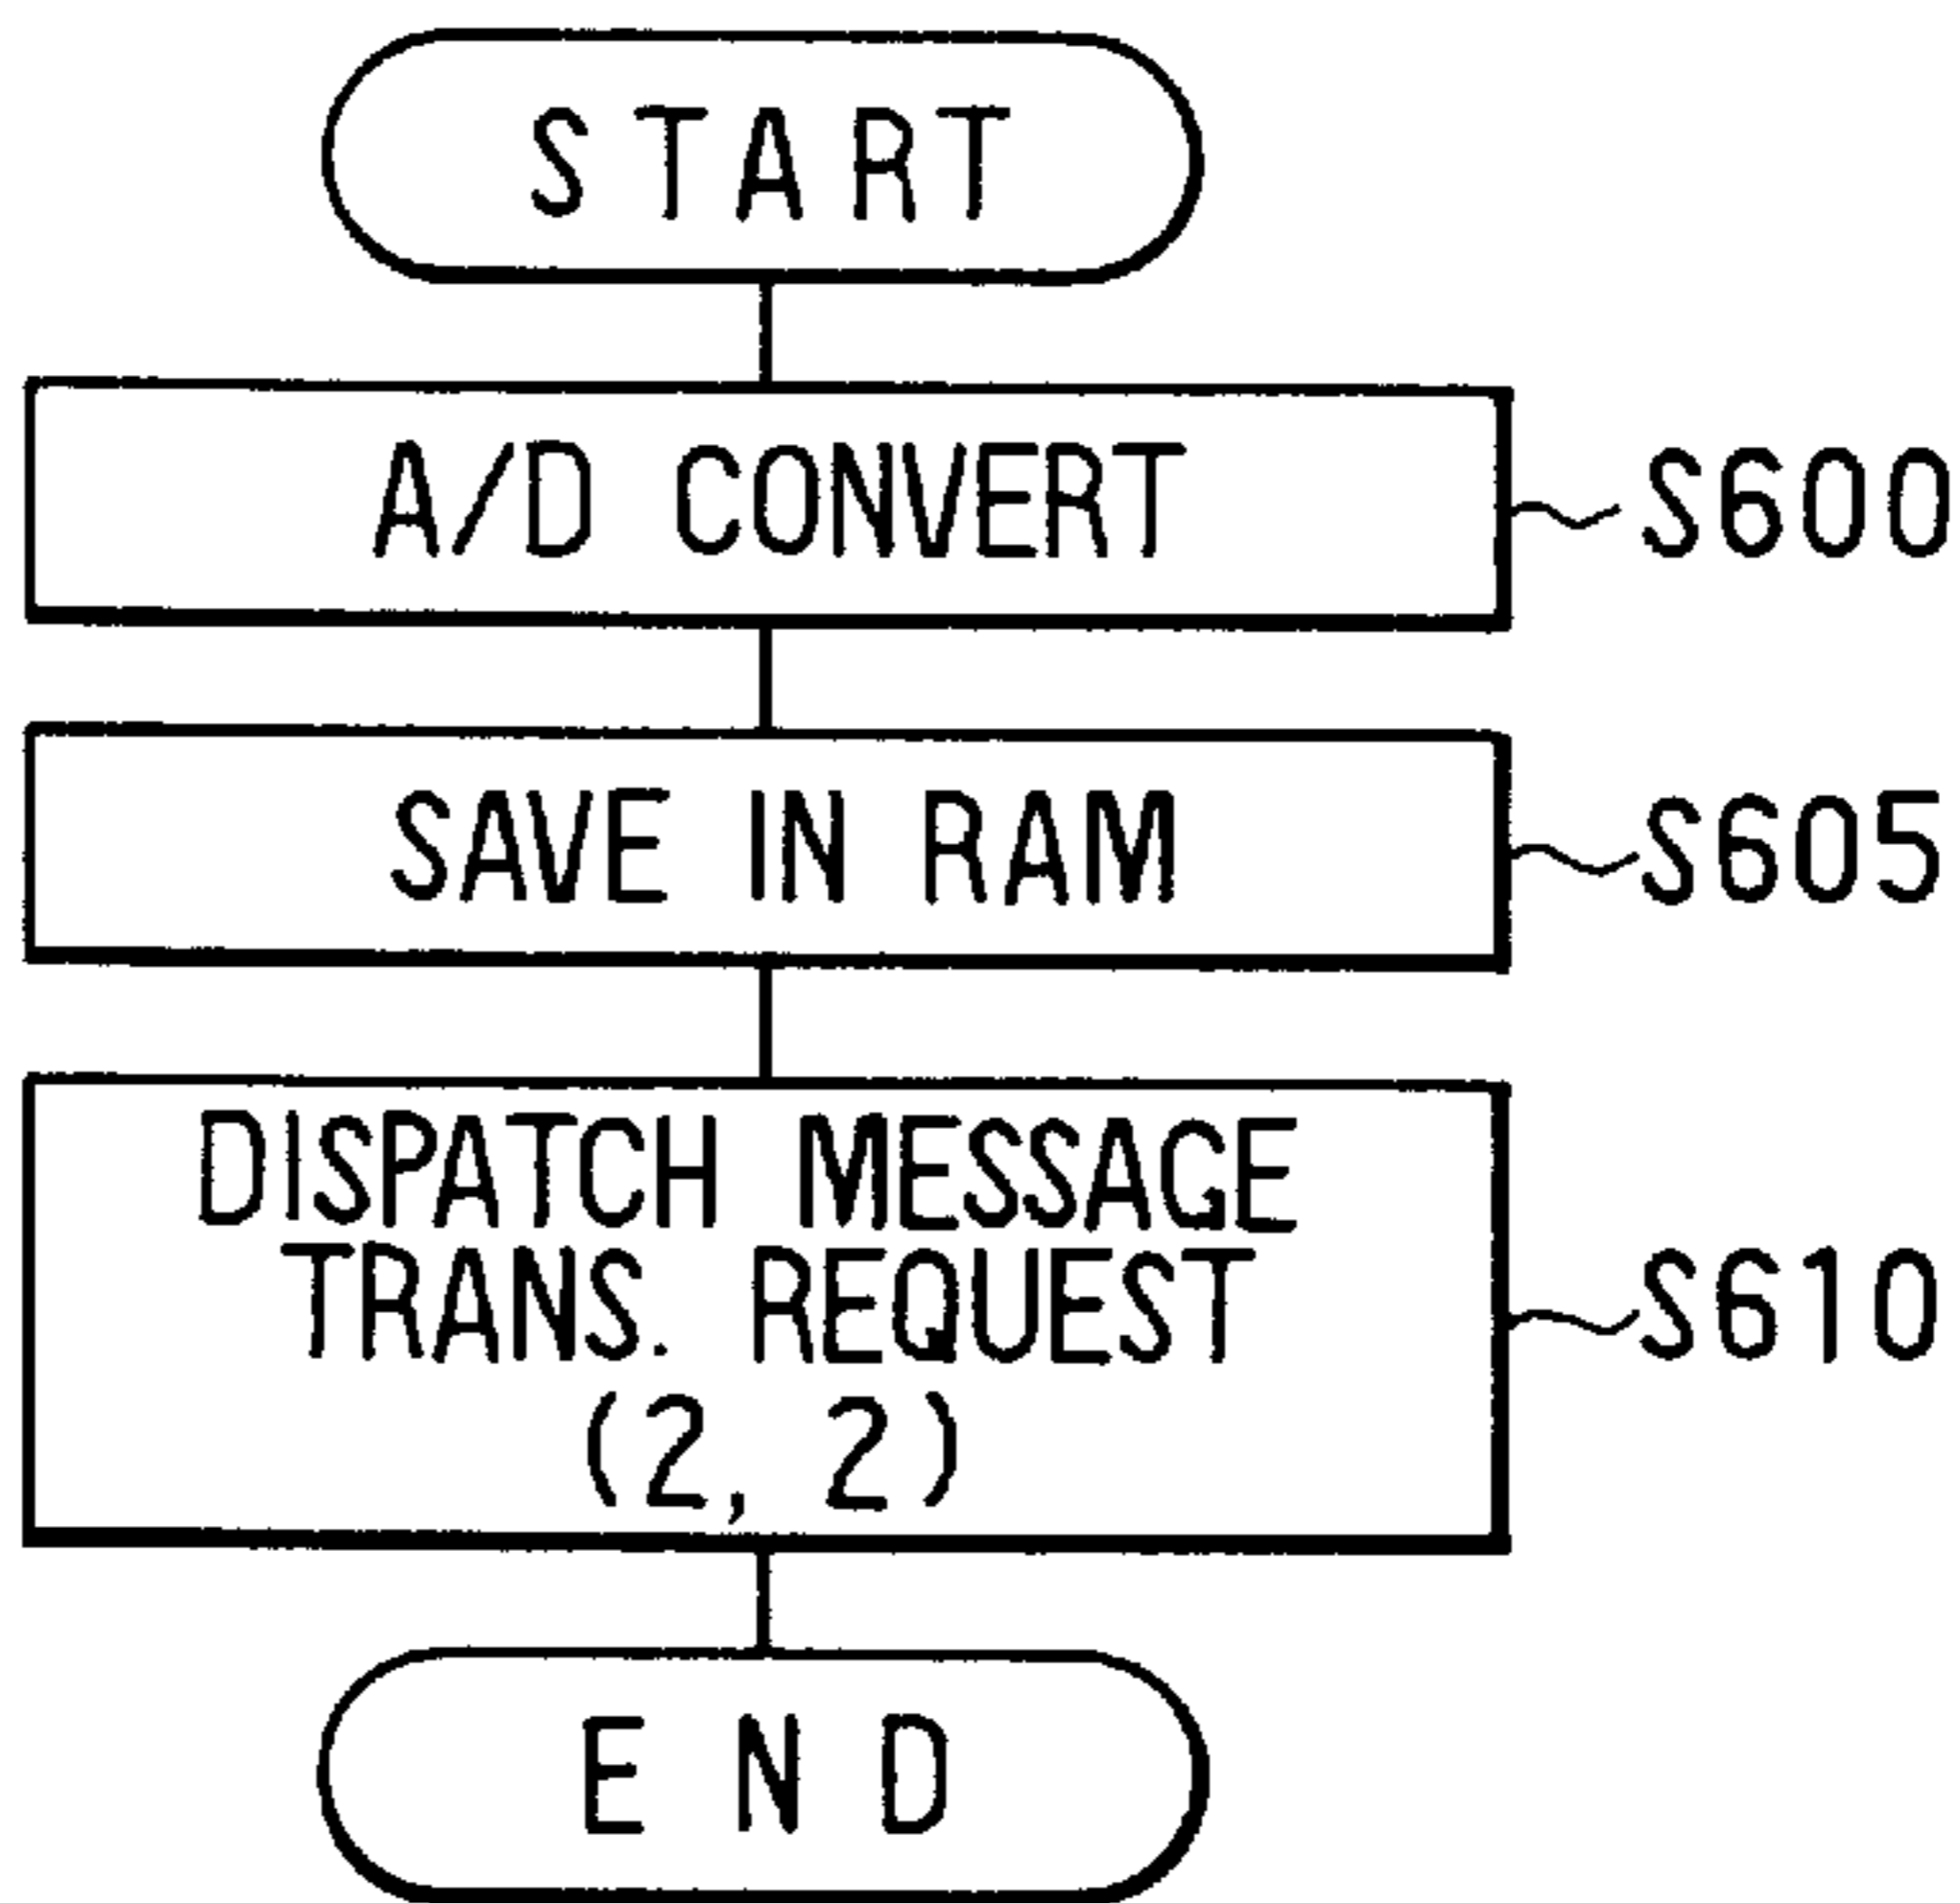 START
A/D CONVERT
S600
SAVE IN RAM
S605
DISPATCH MESSAGE
TRANS. REQUEST
(2, 2)
S610
END